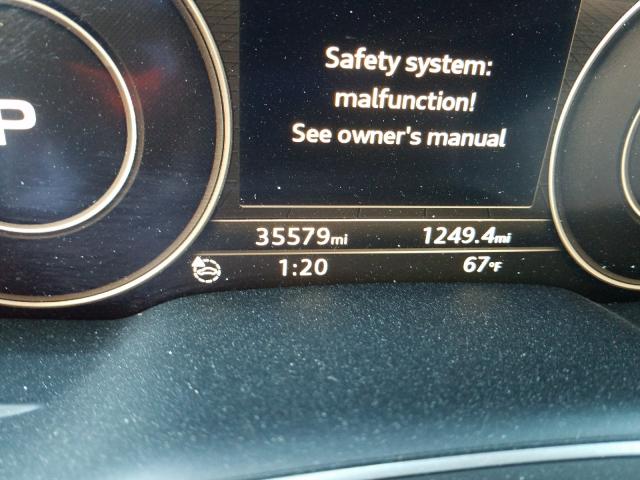 Safety system:
malfunction!
See owner's manual
P
35579mi 1249.4mi
1:20 67°F